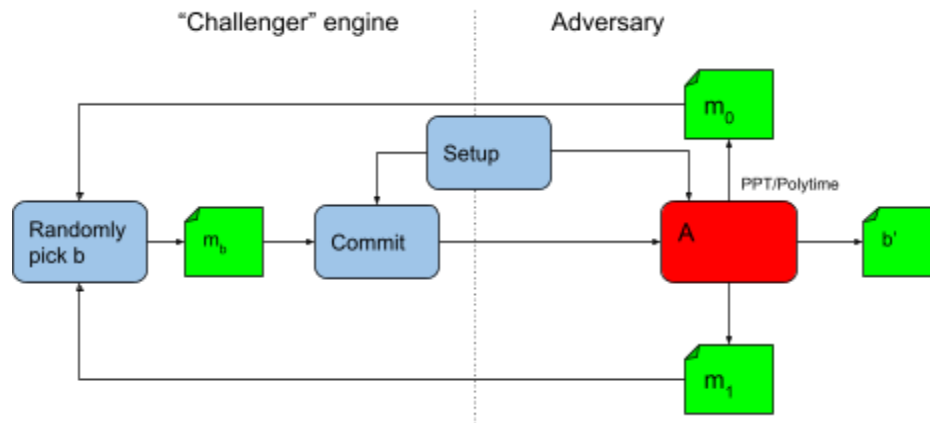 “Challenger” engine
Adversary
m0
Setup
PPT/Polytime
Randomly
pick b
mb
Commit
A
b'
m1